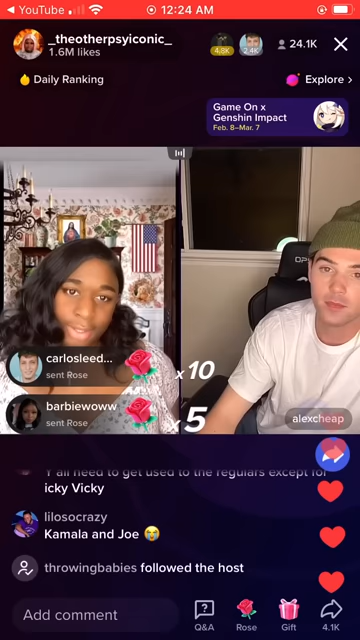 YouTube
12:24 AM
_theotherpsyiconic_
1.6M likes
4.8K
2.4K
24.1K
Daily Ranking
Explore
Game On x
Genshin Impact
Feb. 8–Mar. 7
carlosleed...
sent Rose
x 10
barbiewoww
sent Rose
x 5
alexcheap
Y'all need to get used to the regulars except for
icky Vicky
lilosocrazy
Kamala and Joe 😭
throwingbabies followed the host
Add comment
Q&A
Rose
Gift
4.1K